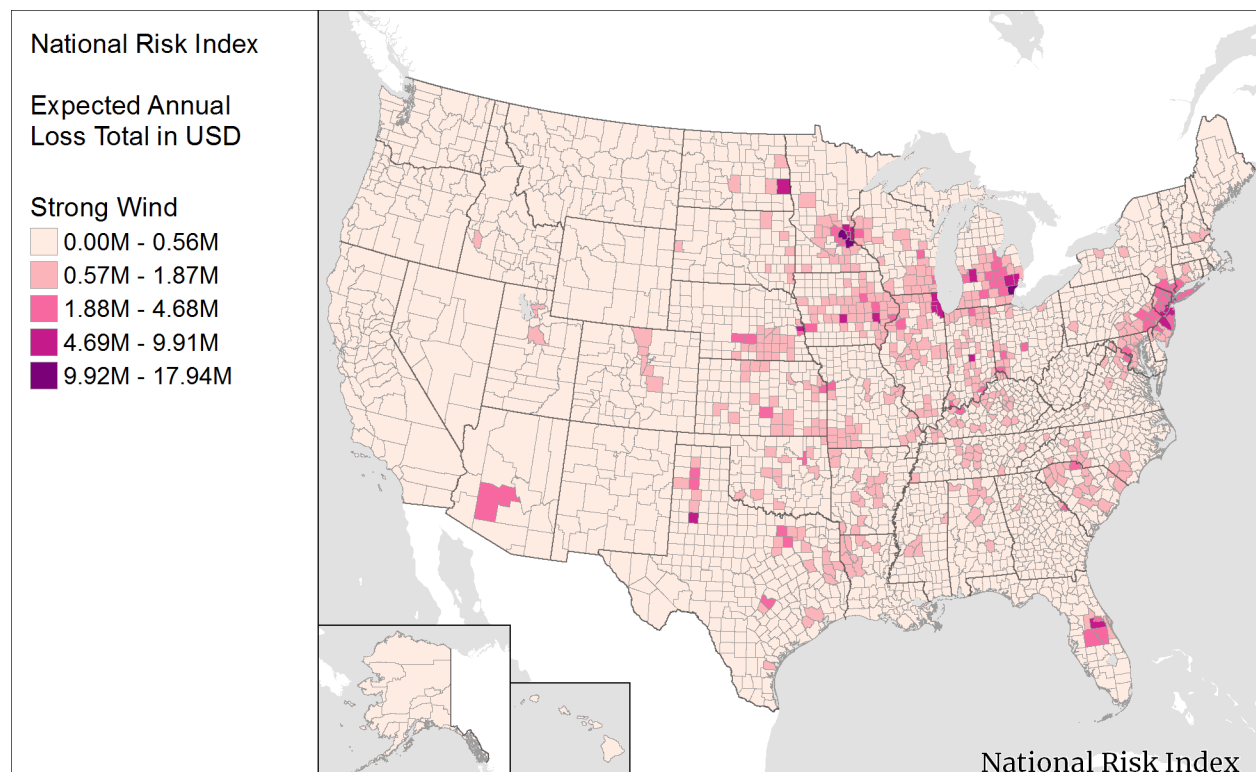 National Risk Index
Expected Annual
Loss Total in USD
Strong Wind
0.00M - 0.56M
0.57M - 1.87M
1.88M - 4.68M
4.69M - 9.91M
9.92M - 17.94M
National Risk Index